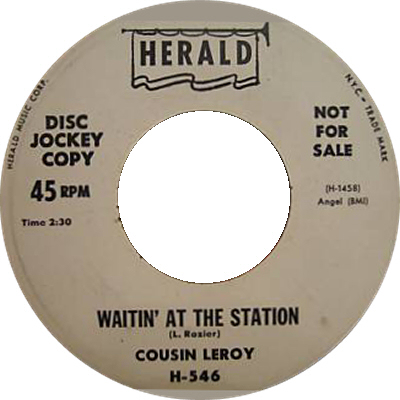 HERALD
HERALD MUSIC CORP.
N.Y.C. - TRADE MARK
DISC
JOCKEY
COPY
NOT
FOR
SALE
45 RPM
(H-1458)
Angel (BMI)
Time 2:30
WAITIN' AT THE STATION
(L. Rozier)
COUSIN LEROY
H-546